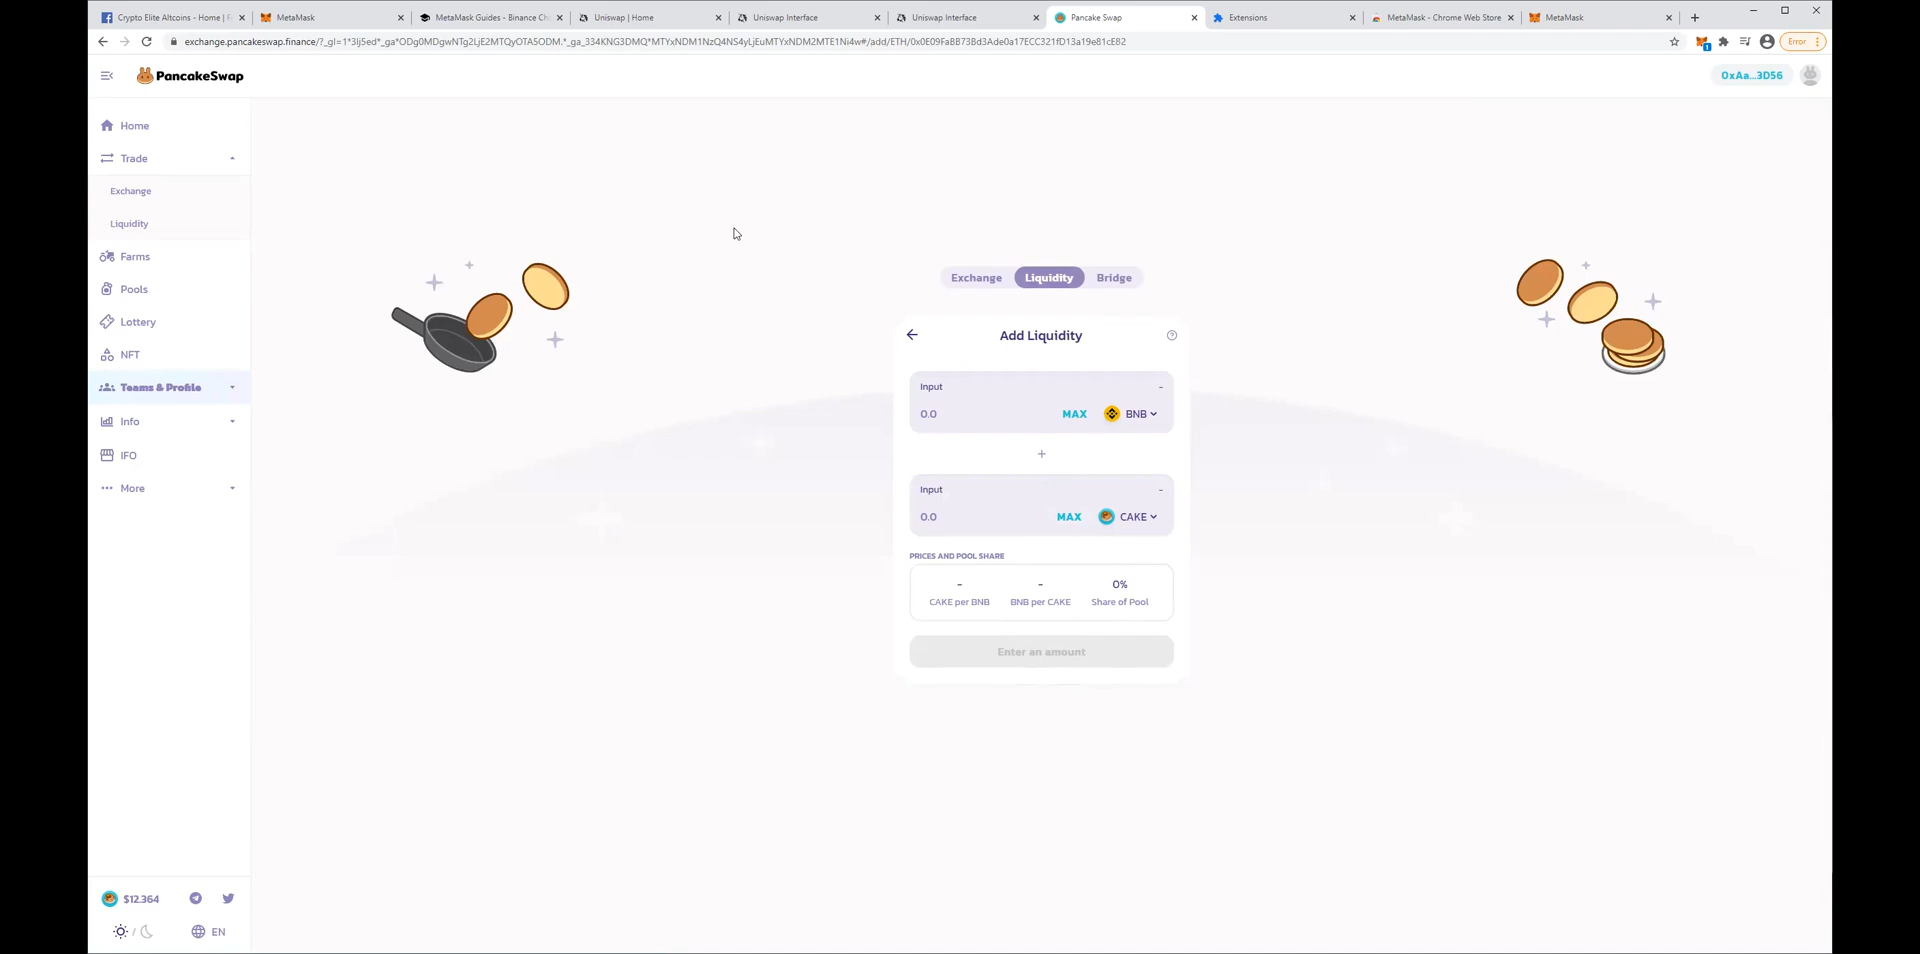 Crypto Elite Altcoins - Home | F
MetaMask
MetaMask Guides - Binance Ch
Uniswap | Home
Uniswap Interface
Uniswap Interface
Pancake Swap
Extensions
MetaMask - Chrome Web Store
MetaMask
exchange.pancakeswap.finance/?_gl=1*3lj5ed*_ga*ODg0MDgwNTg2LjE2MTQyOTA5ODM.*_ga_334KNG3DMQ*MTYxNDM1NzQ4NS4yLjEuMTYxNDM2MTE1Ni4w#/add/ETH/0x0E09FaBB73Bd3Ade0a17ECC321fD13a19e81cE82
1
Error
PancakeSwap
0xAa...3D56
Home
Trade
Exchange
Liquidity
Farms
Pools
Lottery
NFT
Teams & Profile
Info
IFO
More
Exchange
Liquidity
Bridge
Add Liquidity
Input
-
0.0
MAX
BNB
+
Input
-
0.0
MAX
CAKE
PRICES AND POOL SHARE
- - 0%
CAKE per BNB BNB per CAKE Share of Pool
Enter an amount
$12.364
/
EN